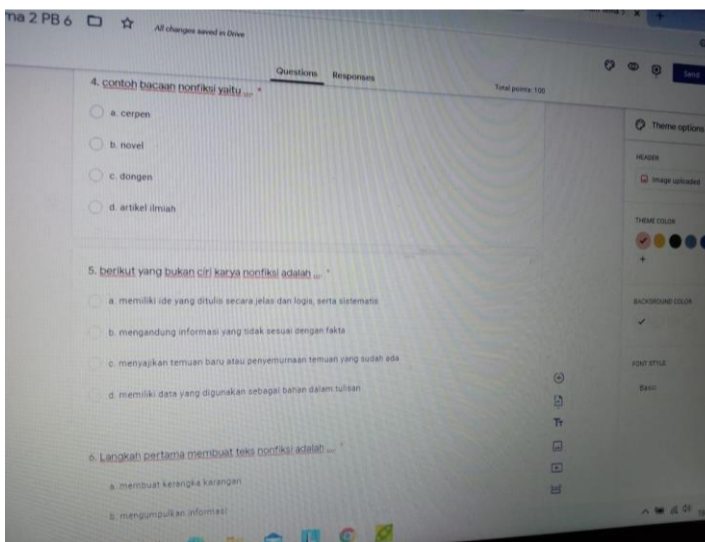 ma 2 PB 6
All changes saved in Drive
Questions Responses
Send
Total points: 100
4. contoh bacaan nonfiksi yaitu .... *
a. cerpen
b. novel
c. dongen
d. artikel ilmiah
5. berikut yang bukan ciri karya nonfiksi adalah .... *
a. memiliki ide yang ditulis secara jelas dan logis, serta sistematis
b. mengandung informasi yang tidak sesuai dengan fakta
c. menyajikan temuan baru atau penyempurnaan temuan yang sudah ada
d. memiliki data yang digunakan sebagai bahan dalam tulisan
6. Langkah pertama membuat teks nonfiksi adalah .... *
a. membuat kerangka karangan
b. mengumpulkan informasi
Theme options
HEADER
Image uploaded
THEME COLOR
BACKGROUND COLOR
FONT STYLE
Basic